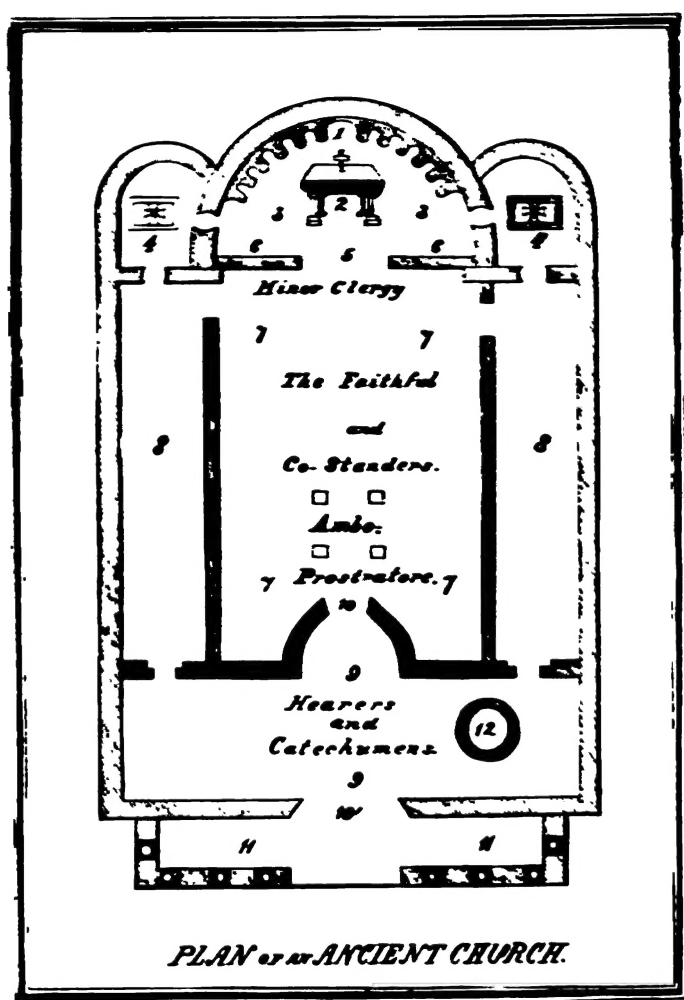 1
2
3 3
4 4
6 5 6
Minor Clergy
7 7
The Faithful
and
8 8
Co-Standers.
Ambo.
7 Prostrators. 7
10
9
Hearers
and
12
Catechumens.
9
10
11 11
PLAN OF AN ANCIENT CHURCH.